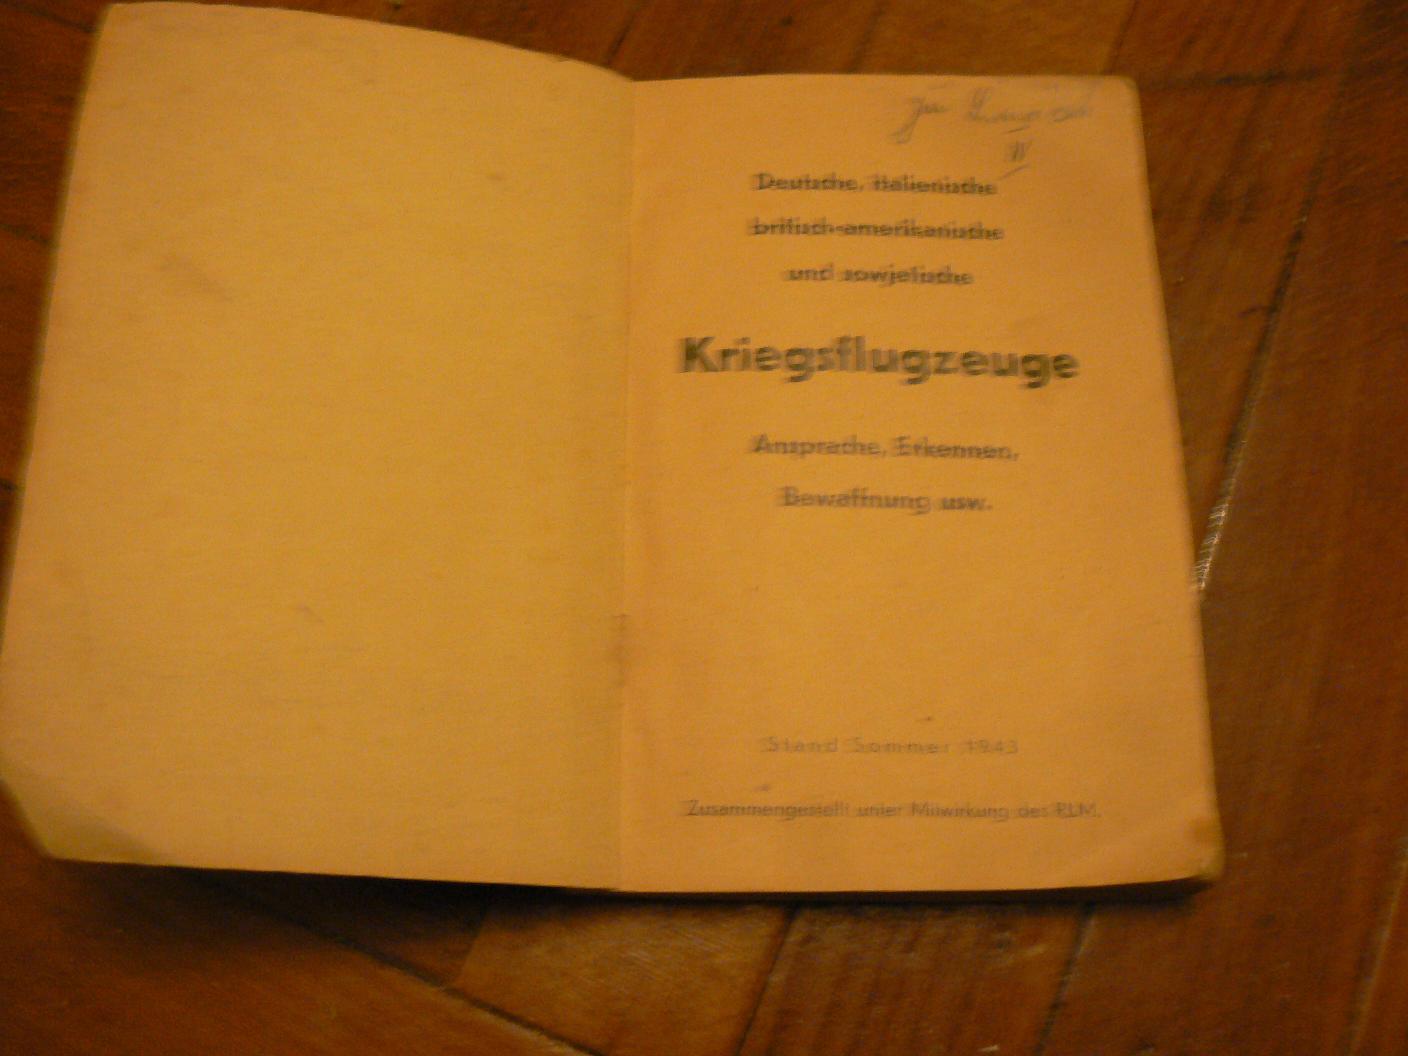 II
Deutsche, italienische
britisch-amerikanische
und sowjetische
Kriegsflugzeuge
Ansprache, Erkennen,
Bewaffnung usw.
Stand Sommer 1943
Zusammengestellt unter Mitwirkung des RLM.